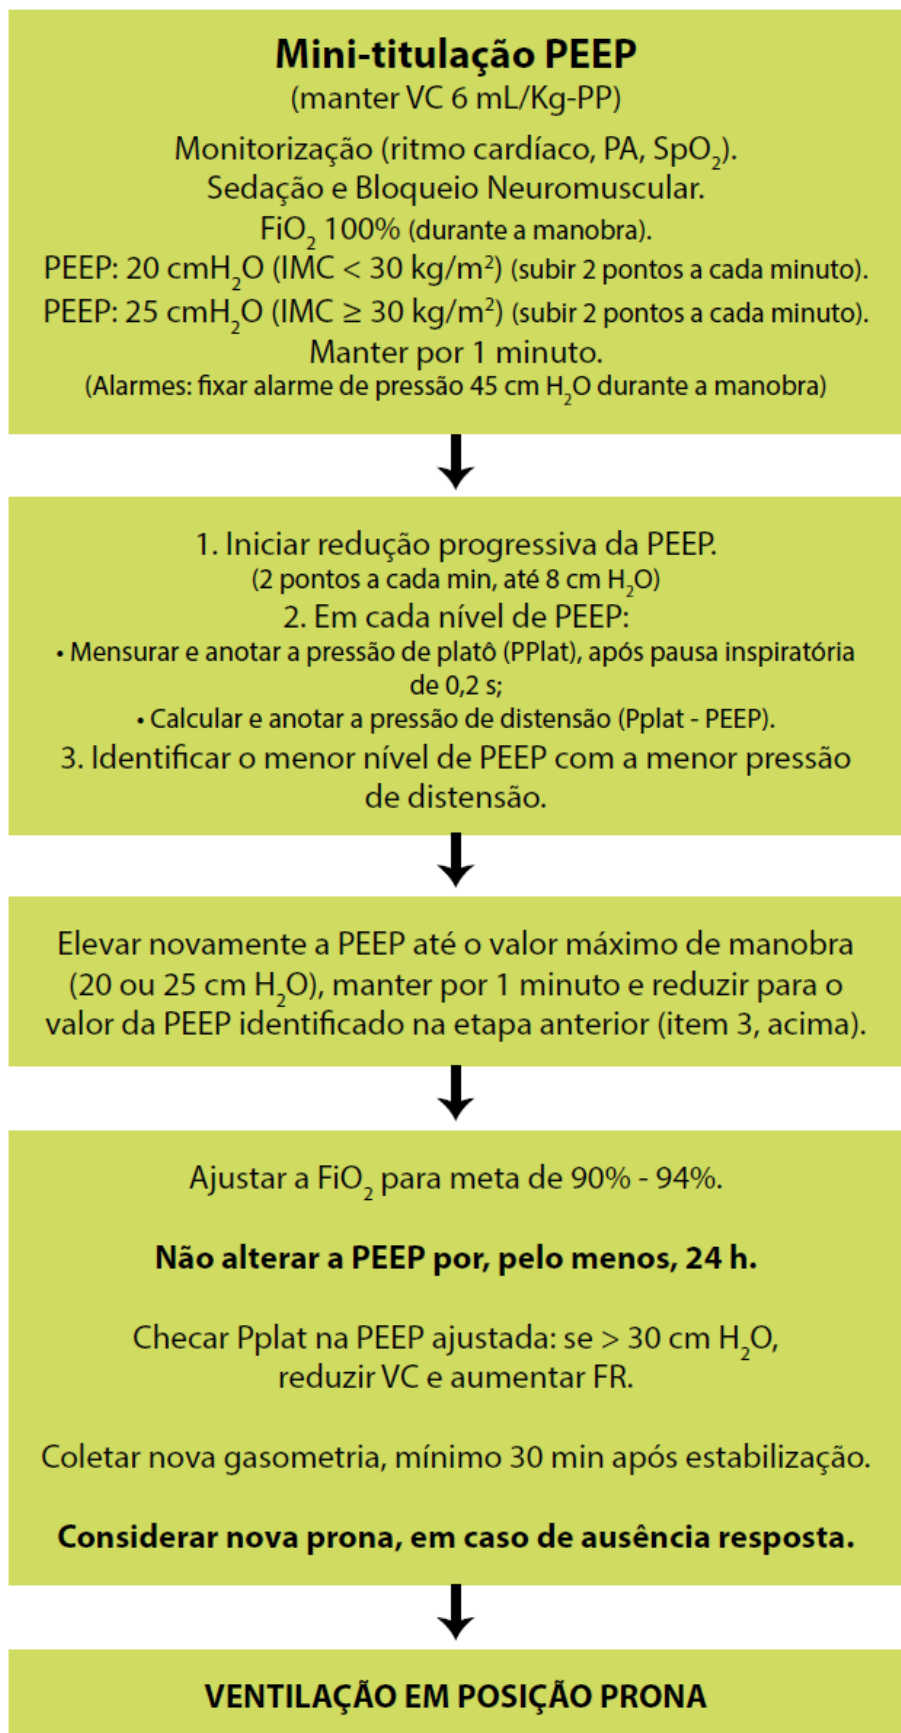 Mini-titulação PEEP
(manter VC 6 mL/Kg-PP)
Monitorização (ritmo cardíaco, PA, SpO₂).
Sedação e Bloqueio Neuromuscular.
FiO₂ 100% (durante a manobra).
PEEP: 20 cmH₂O (IMC < 30 kg/m²) (subir 2 pontos a cada minuto).
PEEP: 25 cmH₂O (IMC ≥ 30 kg/m²) (subir 2 pontos a cada minuto).
Manter por 1 minuto.
(Alarmes: fixar alarme de pressão 45 cm H₂O durante a manobra)
1. Iniciar redução progressiva da PEEP.
(2 pontos a cada min, até 8 cm H₂O)
2. Em cada nível de PEEP:
• Mensurar e anotar a pressão de platô (PPlat), após pausa inspiratória
de 0,2 s;
• Calcular e anotar a pressão de distensão (Pplat - PEEP).
3. Identificar o menor nível de PEEP com a menor pressão
de distensão.
Elevar novamente a PEEP até o valor máximo de manobra
(20 ou 25 cm H₂O), manter por 1 minuto e reduzir para o
valor da PEEP identificado na etapa anterior (item 3, acima).
Ajustar a FiO₂ para meta de 90% - 94%.
Não alterar a PEEP por, pelo menos, 24 h.
Checar Pplat na PEEP ajustada: se > 30 cm H₂O,
reduzir VC e aumentar FR.
Coletar nova gasometria, mínimo 30 min após estabilização.
Considerar nova prona, em caso de ausência resposta.
VENTILAÇÃO EM POSIÇÃO PRONA